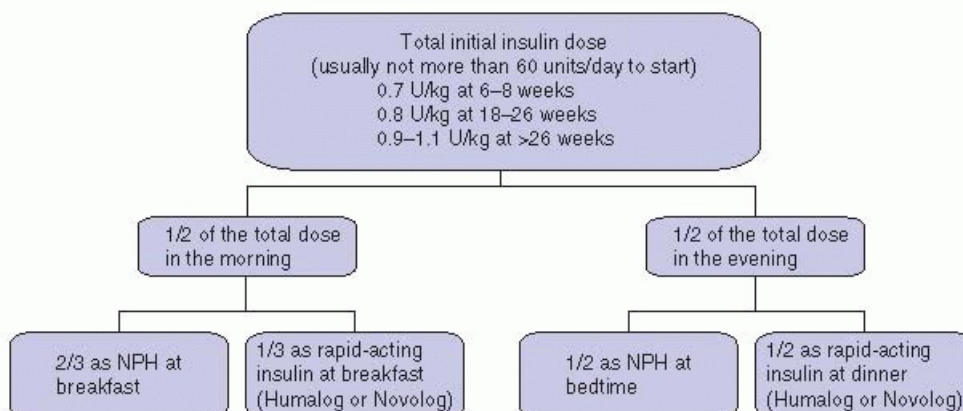 Total initial insulin dose
(usually not more than 60 units/day to start)
0.7 U/kg at 6–8 weeks
0.8 U/kg at 18–26 weeks
0.9–1.1 U/kg at >26 weeks
1/2 of the total dose
in the morning
1/2 of the total dose
in the evening
2/3 as NPH at
breakfast
1/3 as rapid-acting
insulin at breakfast
(Humalog or Novolog)
1/2 as NPH at
bedtime
1/2 as rapid-acting
insulin at dinner
(Humalog or Novolog)